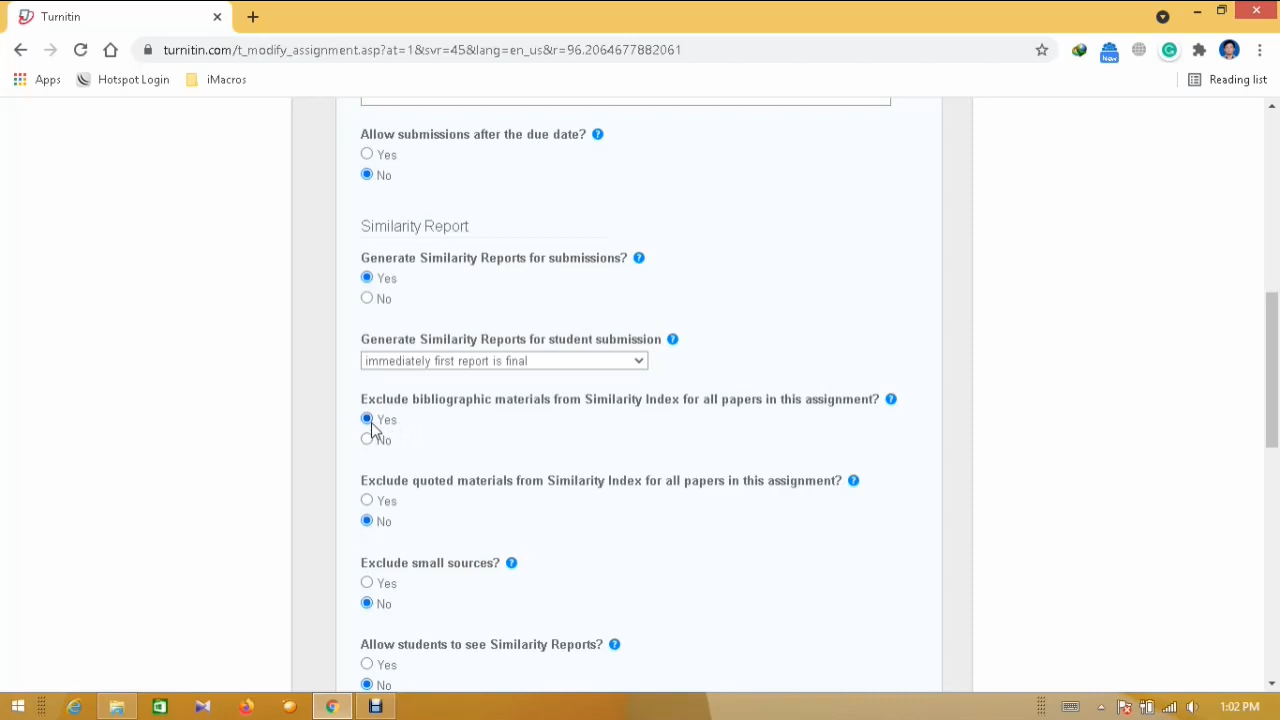 Turnitin
turnitin.com/t_modify_assignment.asp?at=1&svr=45&lang=en_us&r=96.2064677882061
New
Apps
Hotspot Login
iMacros
Reading list
Allow submissions after the due date? ?
Yes
No
Similarity Report
Generate Similarity Reports for submissions? ?
Yes
No
Generate Similarity Reports for student submission ?
immediately first report is final
Exclude bibliographic materials from Similarity Index for all papers in this assignment? ?
Yes
No
Exclude quoted materials from Similarity Index for all papers in this assignment? ?
Yes
No
Exclude small sources? ?
Yes
No
Allow students to see Similarity Reports? ?
Yes
No
1:02 PM